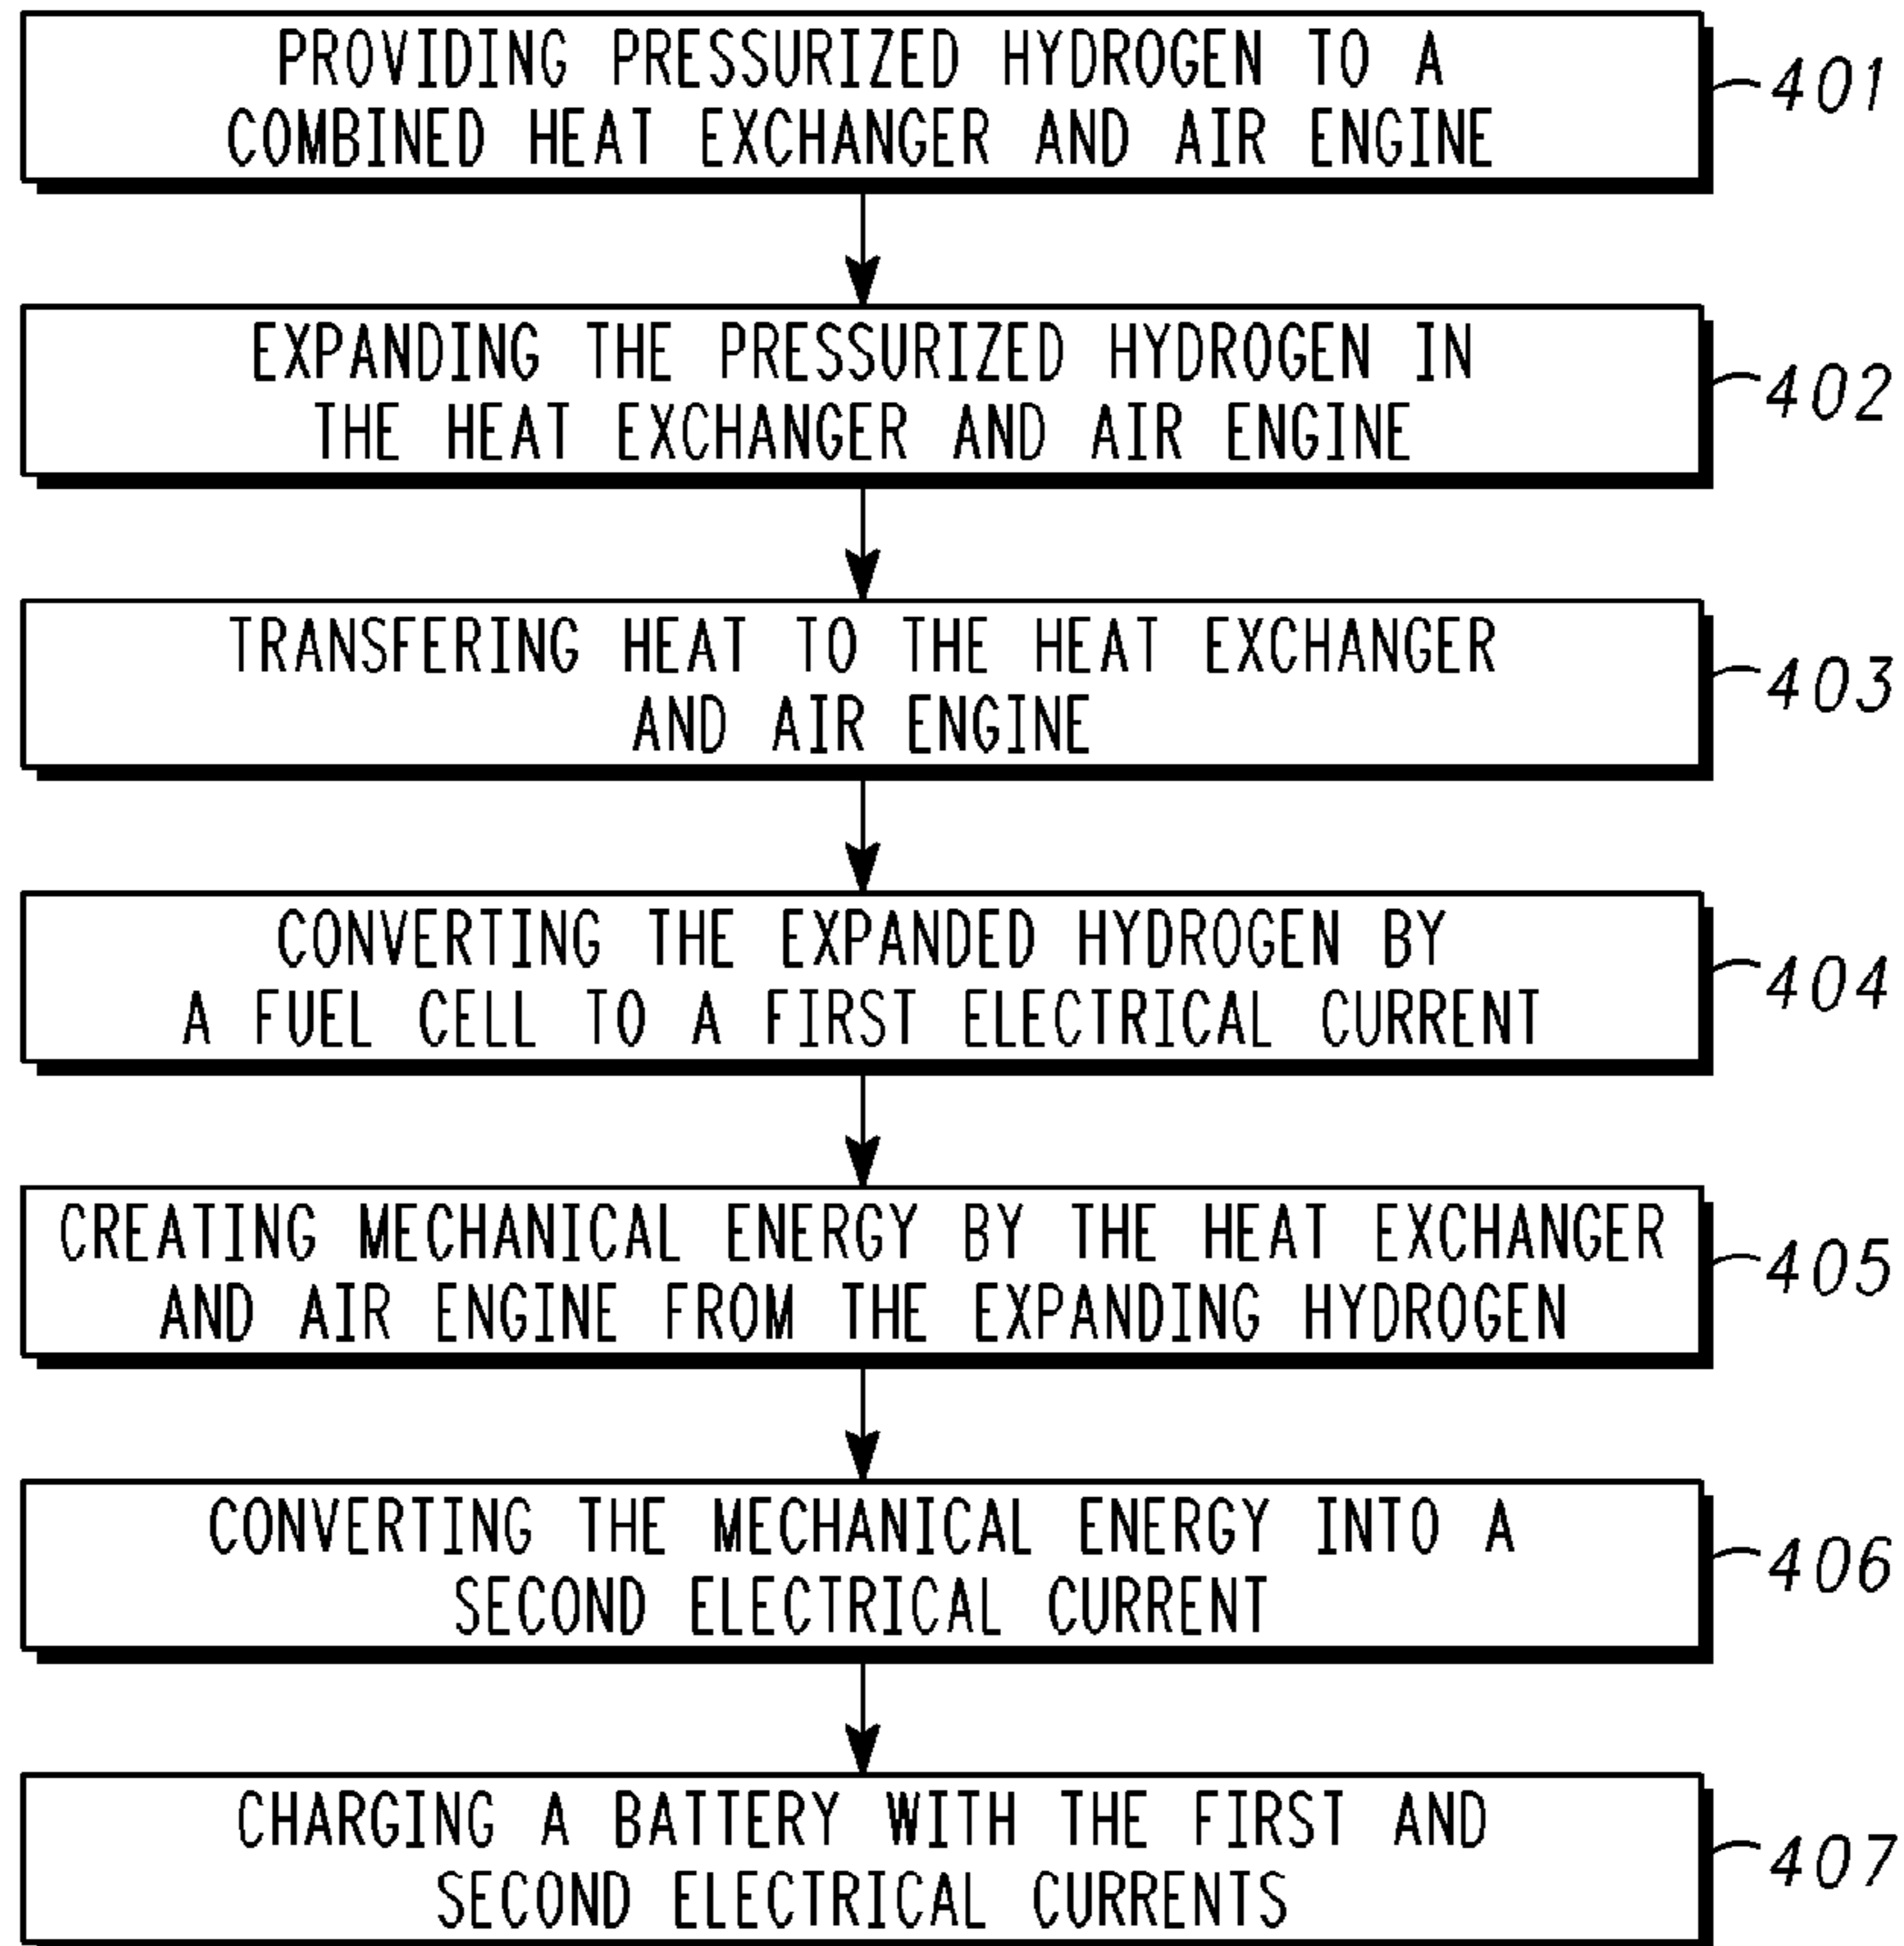 PROVIDING PRESSURIZED HYDROGEN TO A
COMBINED HEAT EXCHANGER AND AIR ENGINE
401
EXPANDING THE PRESSURIZED HYDROGEN IN
THE HEAT EXCHANGER AND AIR ENGINE
402
TRANSFERING HEAT TO THE HEAT EXCHANGER
AND AIR ENGINE
403
CONVERTING THE EXPANDED HYDROGEN BY
A FUEL CELL TO A FIRST ELECTRICAL CURRENT
404
CREATING MECHANICAL ENERGY BY THE HEAT EXCHANGER
AND AIR ENGINE FROM THE EXPANDING HYDROGEN
405
CONVERTING THE MECHANICAL ENERGY INTO A
SECOND ELECTRICAL CURRENT
406
CHARGING A BATTERY WITH THE FIRST AND
SECOND ELECTRICAL CURRENTS
407